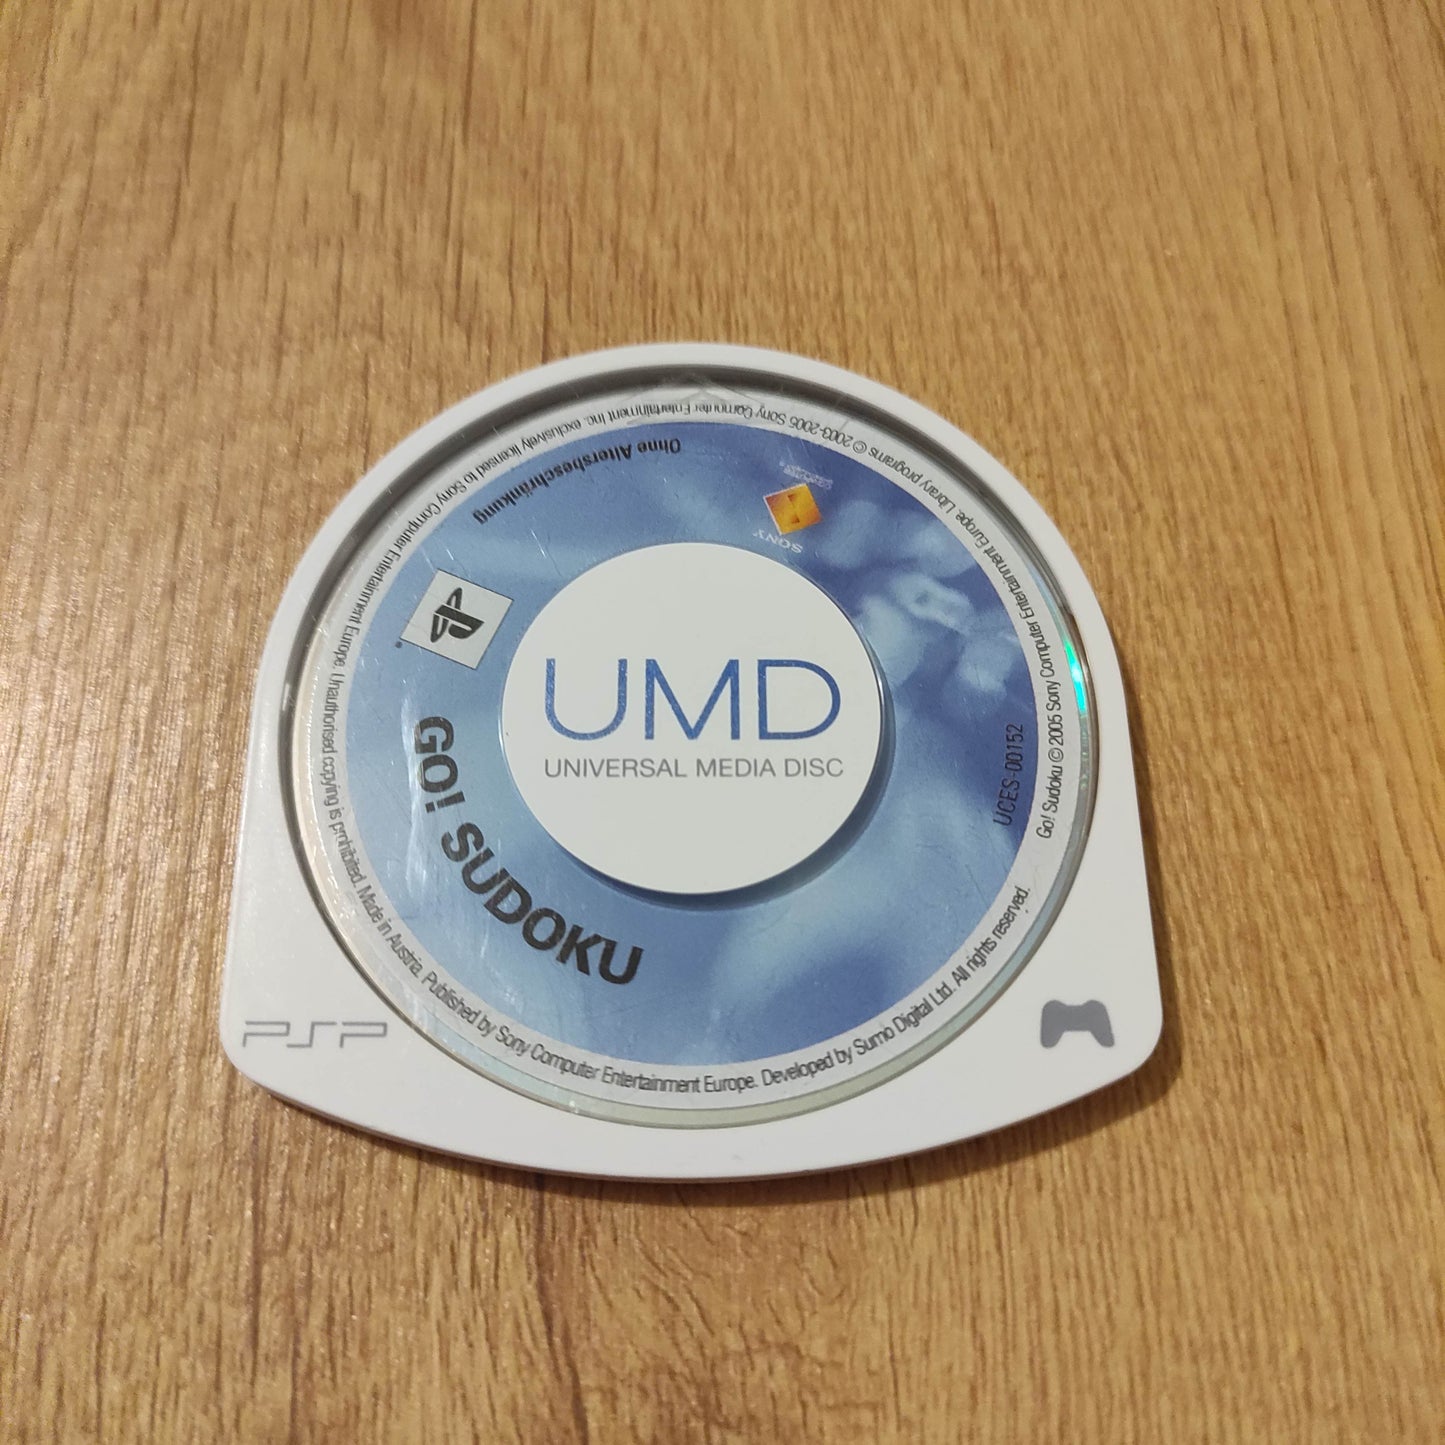 UMD
UNIVERSAL MEDIA DISC
GO! SUDOKU
Ohne Altersbeschränkung
SONY
UCES-00152
Go! Sudoku © 2005 Sony Computer Entertainment Europe. Library programs © 2003-2005 Sony Computer Entertainment Inc. exclusively licensed to Sony Computer Entertainment Europe. Unauthorised copying is prohibited. Made in Austria. Published by Sony Computer Entertainment Europe. Developed by Sumo Digital Ltd. All rights reserved.
PSP